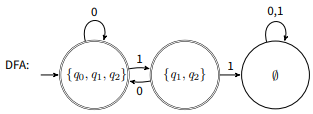 0
0,1
DFA:
{q₀, q₁, q₂}
1
0
{q₁, q₂}
1
∅